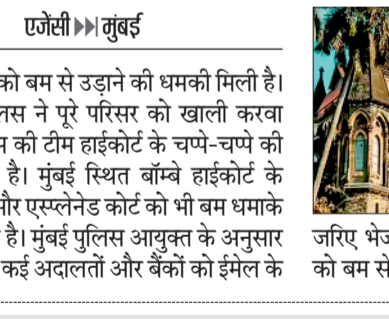 एजेंसी ▶▶| मुंबई
को बम से उड़ाने की धमकी मिली है।
ने पूरे परिसर को खाली करवा
की टीम हाईकोर्ट के चप्पे-चप्पे की
है। मुंबई स्थित बॉम्बे हाईकोर्ट के
एस्प्लेनेड कोर्ट को भी बम धमाके
है। मुंबई पुलिस आयुक्त के अनुसार
कई अदालतों और बैंकों को ईमेल के
जरिए
को बम से